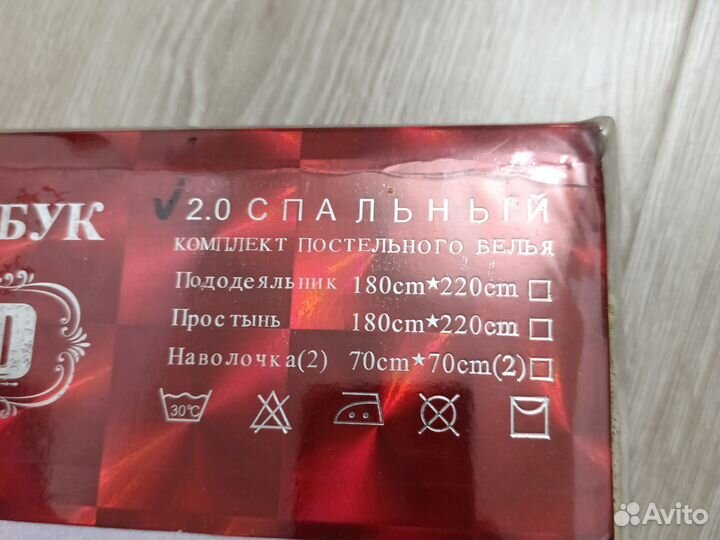 БУК
✓ 2.0 СПАЛЬНЫЙ
КОМПЛЕКТ ПОСТЕЛЬНОГО БЕЛЬЯ
Пододеяльник 180cm*220cm
Простынь 180cm*220cm
Наволочка(2) 70cm*70cm(2)
30°C
Avito